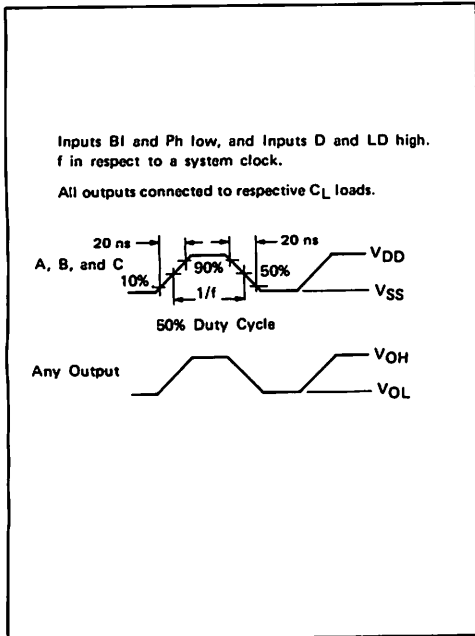 Inputs BI and Ph low, and Inputs D and LD high.
f in respect to a system clock.
All outputs connected to respective CL loads.
20 ns
20 ns
A, B, and C
10%
90%
50%
VDD
1/f
VSS
50% Duty Cycle
Any Output
VOH
VOL